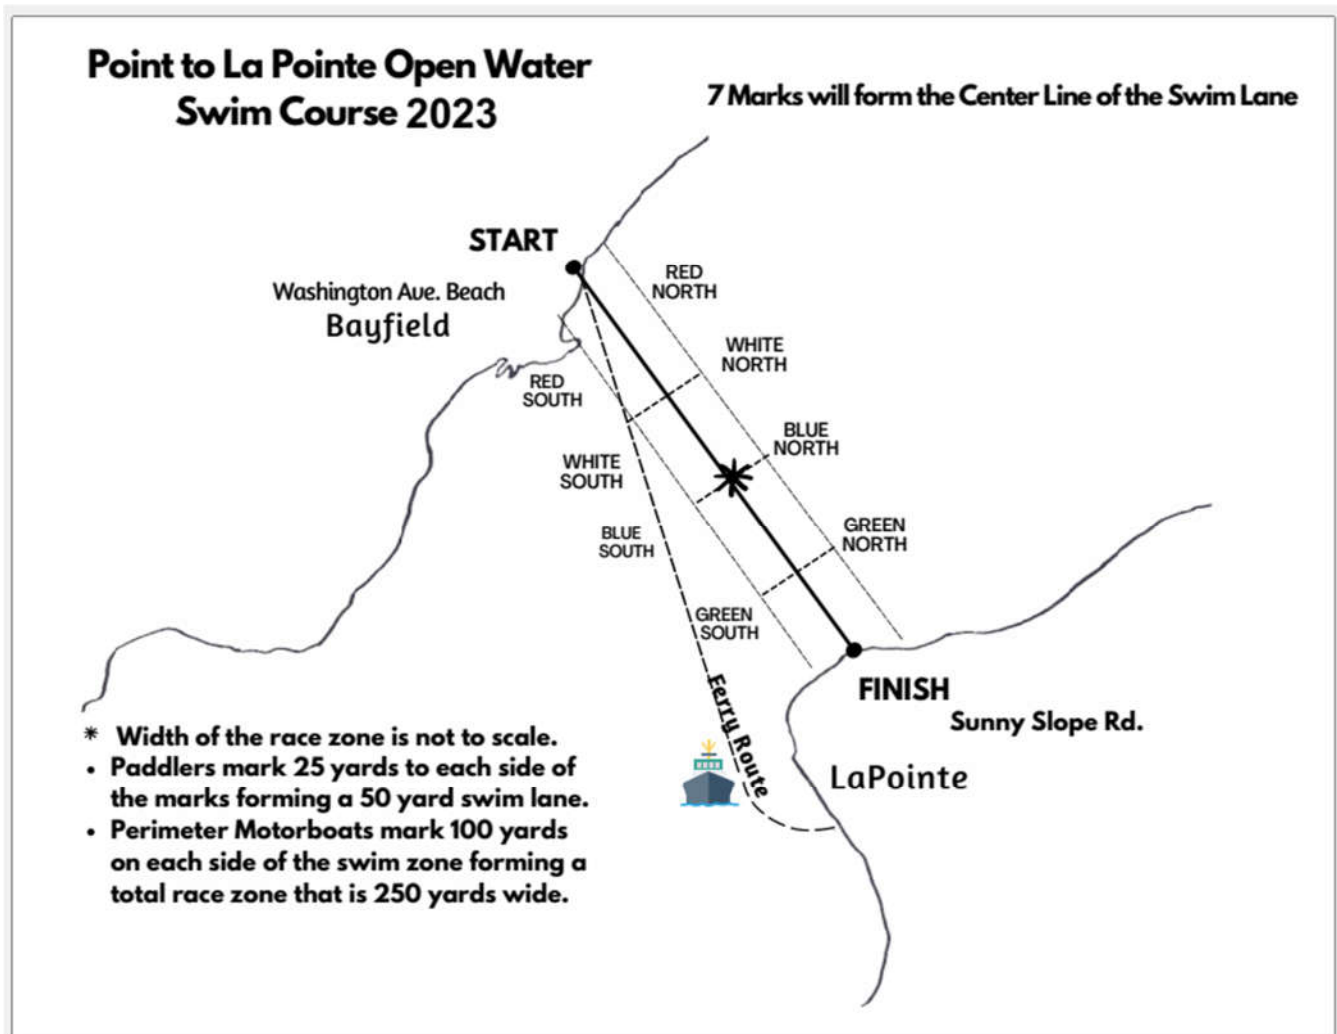 Point to La Pointe Open Water
Swim Course 2023
7 Marks will form the Center Line of the Swim Lane
START
Washington Ave. Beach
Bayfield
RED
NORTH
WHITE
NORTH
RED
SOUTH
BLUE
NORTH
WHITE
SOUTH
BLUE
SOUTH
GREEN
NORTH
GREEN
SOUTH
Ferry Route
FINISH
Sunny Slope Rd.
LaPointe
* Width of the race zone is not to scale.
• Paddlers mark 25 yards to each side of
the marks forming a 50 yard swim lane.
• Perimeter Motorboats mark 100 yards
on each side of the swim zone forming a
total race zone that is 250 yards wide.